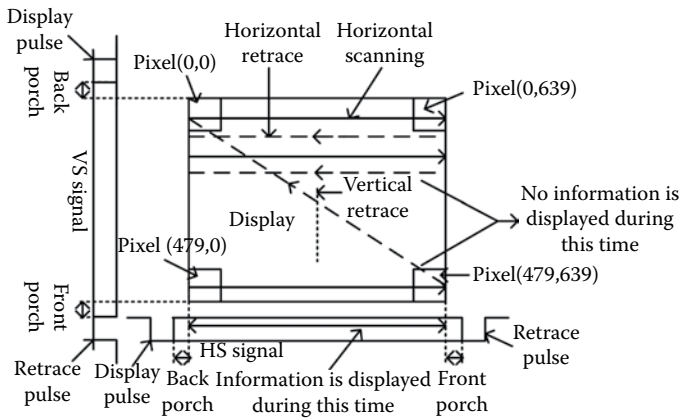 Display
pulse
Horizontal
retrace
Horizontal
scanning
Pixel(0,0)
Pixel(0,639)
Back
porch
VS signal
Front
porch
Vertical
retrace
Display
No information is
displayed during
this time
Pixel (479,0)
Pixel(479,639)
HS signal
Retrace
pulse
Display
pulse
Back
porch
Information is displayed
during this time
Front
porch
Retrace
pulse